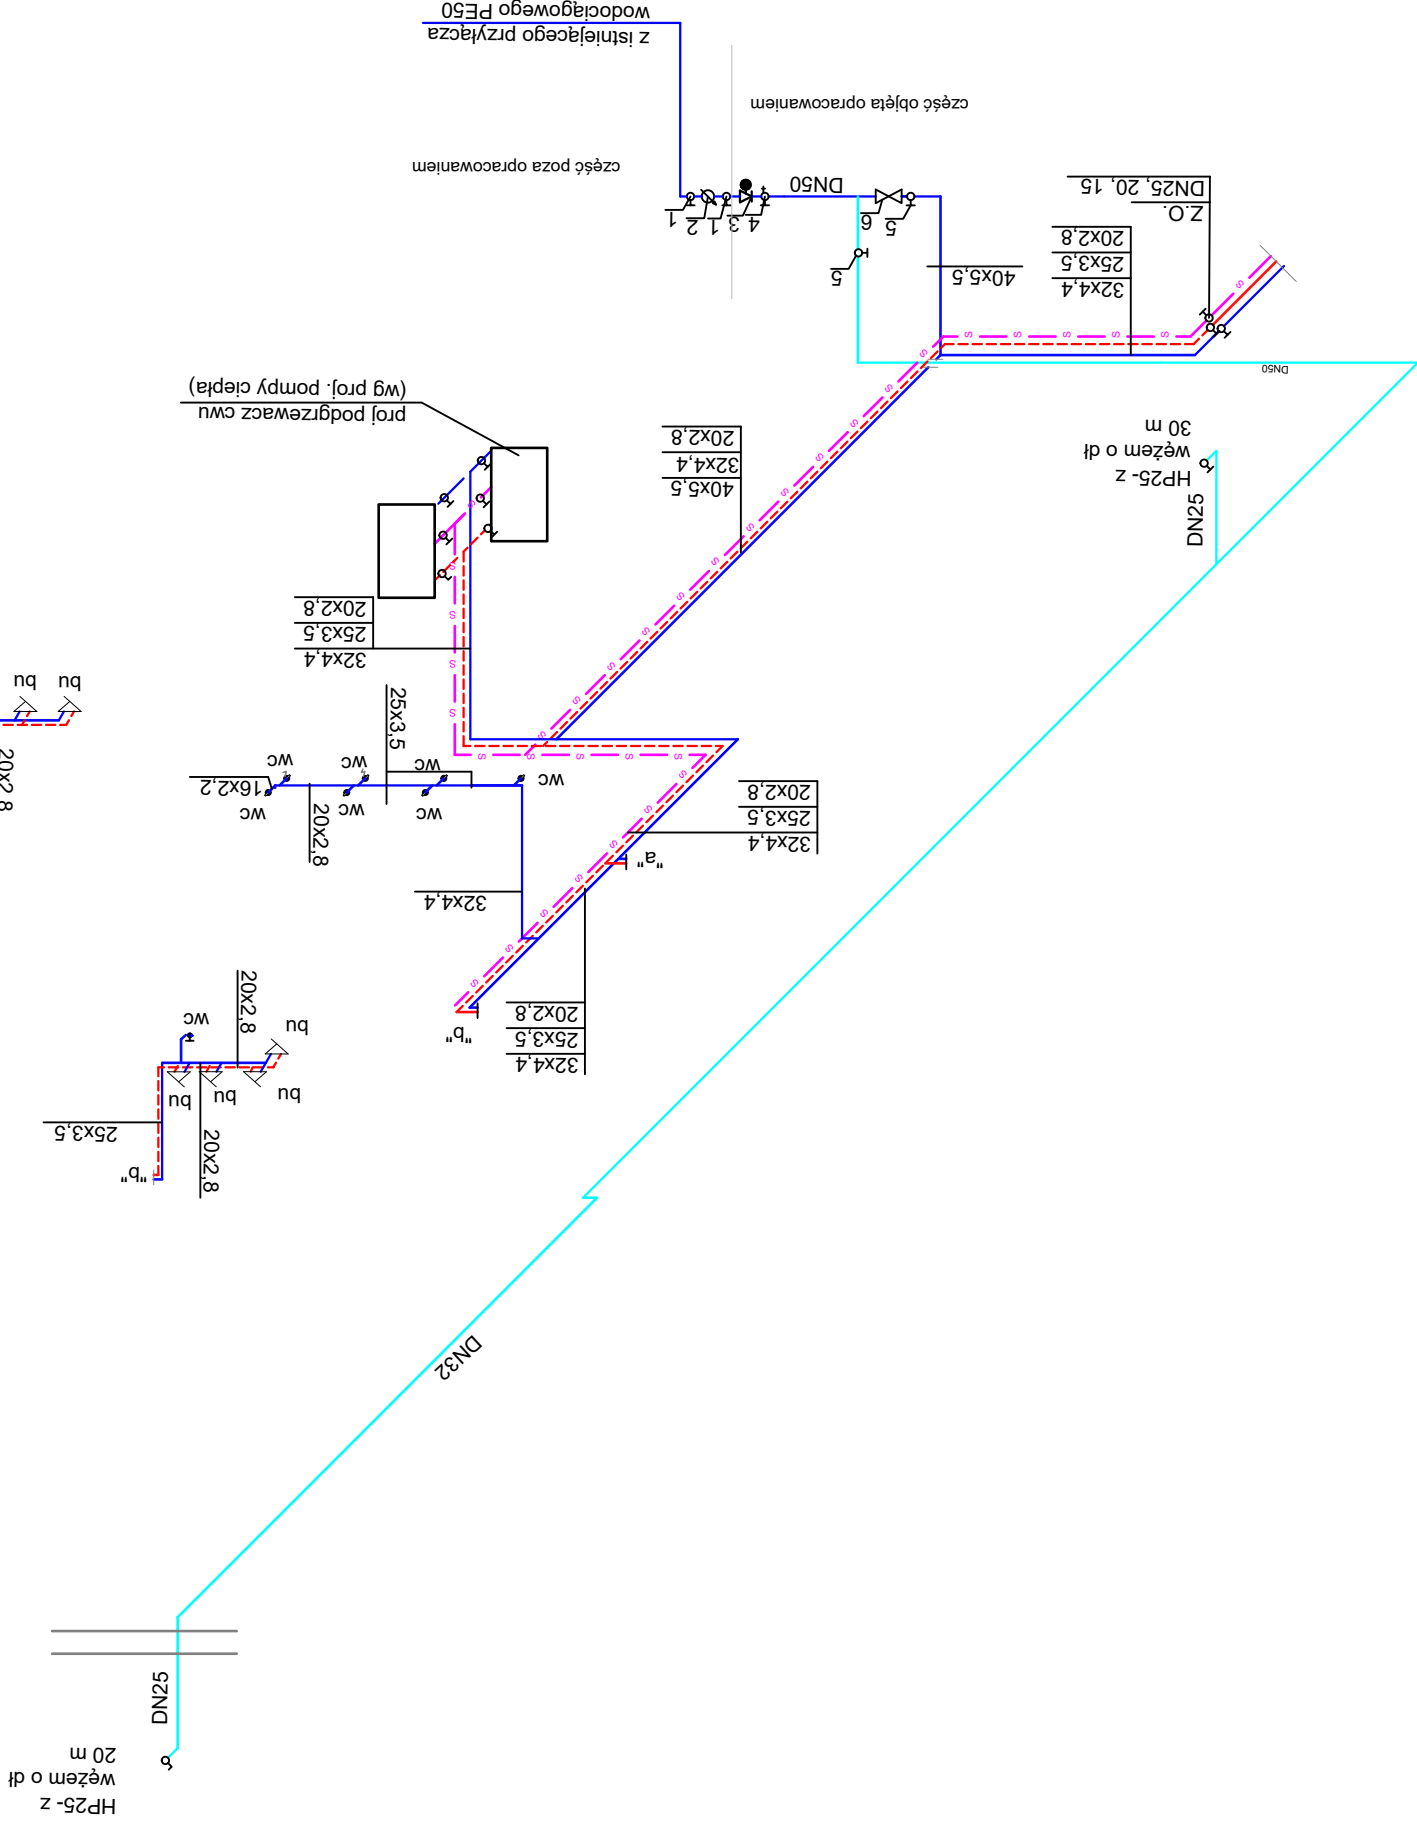 HP25- z
wężem o dł
20 m
DN25
DN32
"b"
20x2,8
25x3,5
bu
bu
bu
bu
20x2,8
wc
32x4,4
25x3,5
20x2,8
"b"
32x4,4
"a"
32x4,4
25x3,5
20x2,8
20x2,8
wc
wc
wc
16x2,2
wc
wc
wc
wc
25x3,5
20x2,8
bu
bu
32x4,4
25x3,5
20x2,8
DN25
HP25- z
wężem o dł
30 m
40x5,5
32x4,4
20x2,8
proj podgrzewacz cwu
(wg proj. pompy ciepła)
DN50
32x4,4
25x3,5
20x2,8
40x5,5
5
Z.O.
DN25, 20, 15
5
6
DN50
4
3
1
2
1
część poza opracowaniem
część objęta opracowaniem
z istniejącego przyłącza
wodociągowego PE50
s s s s s s s s s s s s s s s s s s s s s s s s s s s s s s s s s s